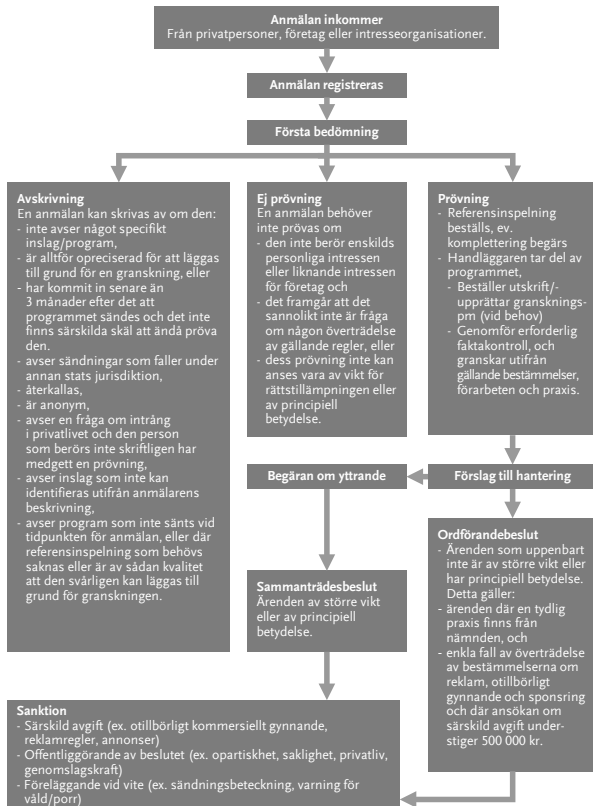 Anmälan inkommer
Från privatpersoner, företag eller intresseorganisationer.
Anmälan registreras
Första bedömning
Avskrivning
En anmälan kan skrivas av om den:
- inte avser något specifikt
inslag/program,
- är alltför opreciserad för att läggas
till grund för en granskning, eller
- har kommit in senare än
3 månader efter det att
programmet sändes och det inte
finns särskilda skäl att ändå pröva
den.
- avser sändningar som faller under
annan stats jurisdiktion,
- återkallas,
- är anonym,
- avser en fråga om intrång
i privatlivet och den person
som berörs inte skriftligen har
medgett en prövning,
- avser inslag som inte kan
identifieras utifrån anmälarens
beskrivning,
- avser program som inte sänts vid
tidpunkten för anmälan, eller där
referensinspelning som behövs
saknas eller är av sådan kvalitet
att den svårligen kan läggas till
grund för granskningen.
Ej prövning
En anmälan behöver
inte prövas om
- den inte berör enskilds
personliga intressen
eller liknande intressen
för företag och
- det framgår att det
sannolikt inte är fråga
om någon överträdelse
av gällande regler, eller
- dess prövning inte kan
anses vara av vikt för
rättstillämpningen eller
av principiell
betydelse.
Prövning
- Referensinspelning
beställs, ev.
komplettering begärs
- Handläggaren tar del av
programmet,
- Beställer utskrift/-
upprättar gransknings-
pm (vid behov)
- Genomför erforderlig
faktakontroll, och
granskar utifrån
gällande bestämmelser,
förarbeten och praxis.
Begäran om yttrande
Förslag till hantering
Sammanträdesbeslut
Ärenden av större vikt
eller av principiell
betydelse.
Ordförandebeslut
- Ärenden som uppenbart
inte är av större vikt eller
har principiell betydelse.
Detta gäller:
- ärenden där en tydlig
praxis finns från
nämnden, och
- enkla fall av överträdelse
av bestämmelserna om
reklam, otillbörligt
gynnande och sponsring
och där ansökan om
särskild avgift under-
stiger 500 000 kr.
Sanktion
- Särskild avgift (ex. otillbörligt kommersiellt gynnande,
reklamregler, annonser)
- Offentliggörande av beslutet (ex. opartiskhet, saklighet, privatliv,
genomslagskraft)
- Föreläggande vid vite (ex. sändningsbeteckning, varning för
våld/porr)